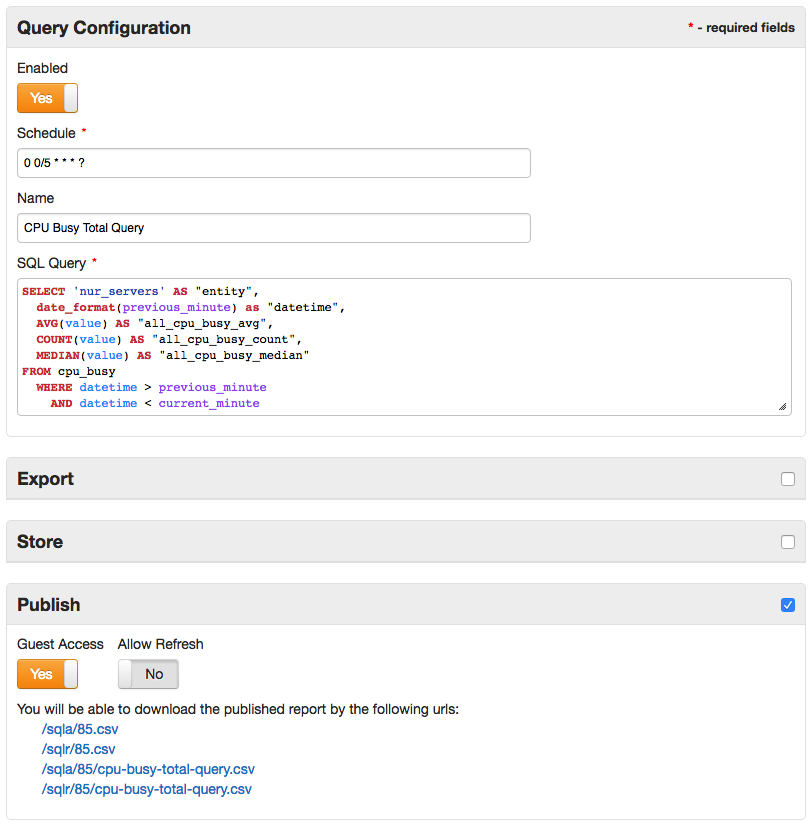 Query Configuration
* - required fields
Enabled
Yes
Schedule *
0 0/5 * * * ?
Name
CPU Busy Total Query
SQL Query *
SELECT 'nur_servers' AS "entity",
date_format(previous_minute) as "datetime",
AVG(value) AS "all_cpu_busy_avg",
COUNT(value) AS "all_cpu_busy_count",
MEDIAN(value) AS "all_cpu_busy_median"
FROM cpu_busy
WHERE datetime > previous_minute
AND datetime < current_minute
Export
Store
Publish
Guest Access Allow Refresh
Yes No
You will be able to download the published report by the following urls:
/sqla/85.csv
/sqlr/85.csv
/sqla/85/cpu-busy-total-query.csv
/sqlr/85/cpu-busy-total-query.csv